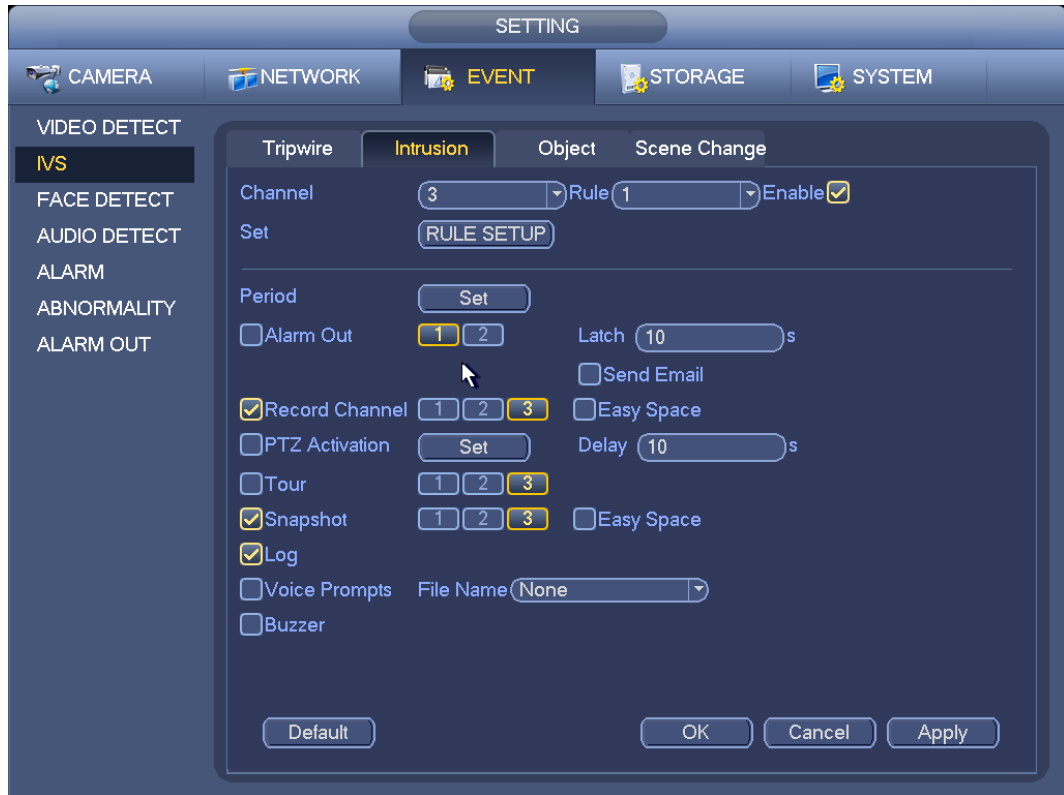 SETTING
CAMERA NETWORK EVENT STORAGE SYSTEM
VIDEO DETECT
IVS
FACE DETECT
AUDIO DETECT
ALARM
ABNORMALITY
ALARM OUT
Tripwire Intrusion Object Scene Change
Channel 3 Rule 1 Enable
Set RULE SETUP
Period Set
Alarm Out 1 2 Latch 10 s
Send Email
Record Channel 1 2 3 Easy Space
PTZ Activation Set Delay 10 s
Tour 1 2 3
Snapshot 1 2 3 Easy Space
Log
Voice Prompts File Name None
Buzzer
Default OK Cancel Apply